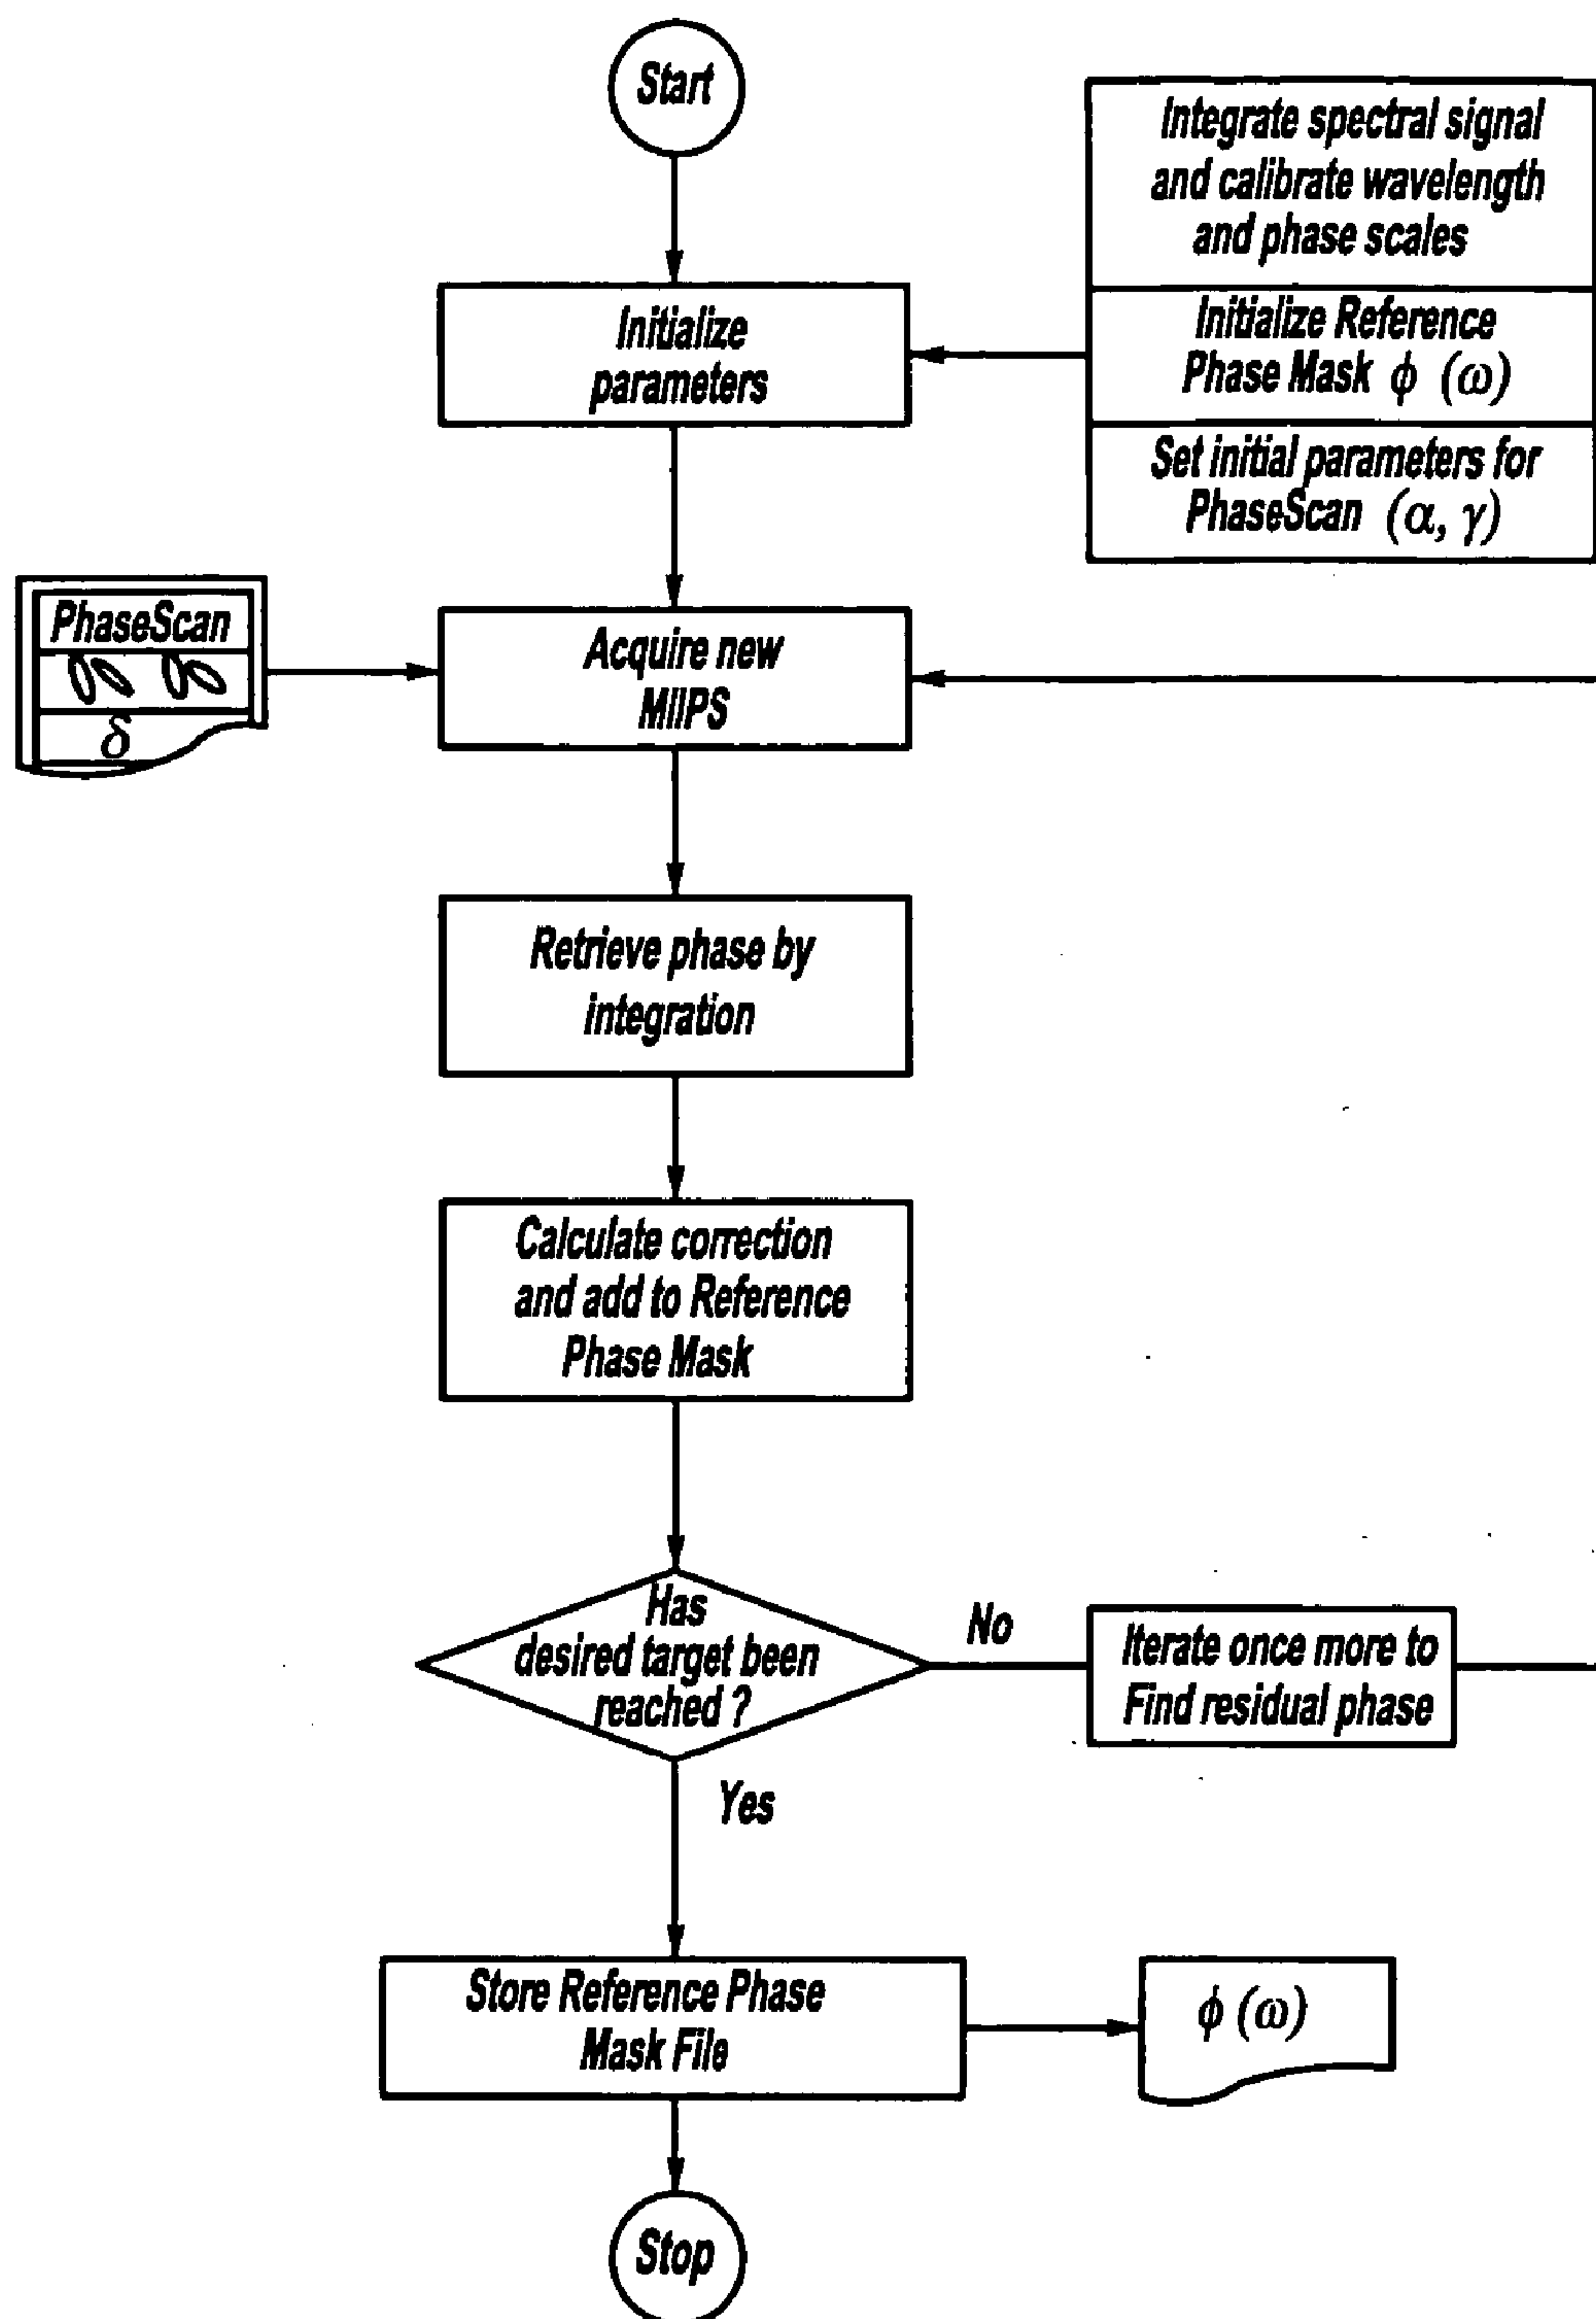 Start
Integrate spectral signal
and calibrate wavelength
and phase scales
Initialize Reference
Phase Mask ϕ (ω)
Set initial parameters for
PhaseScan (α, γ)
Initialize
parameters
PhaseScan
δ
Acquire new
MIIPS
Retrieve phase by
integration
Calculate correction
and add to Reference
Phase Mask
Has
desired target been
reached ?
No
Iterate once more to
Find residual phase
Yes
Store Reference Phase
Mask File
ϕ (ω)
Stop